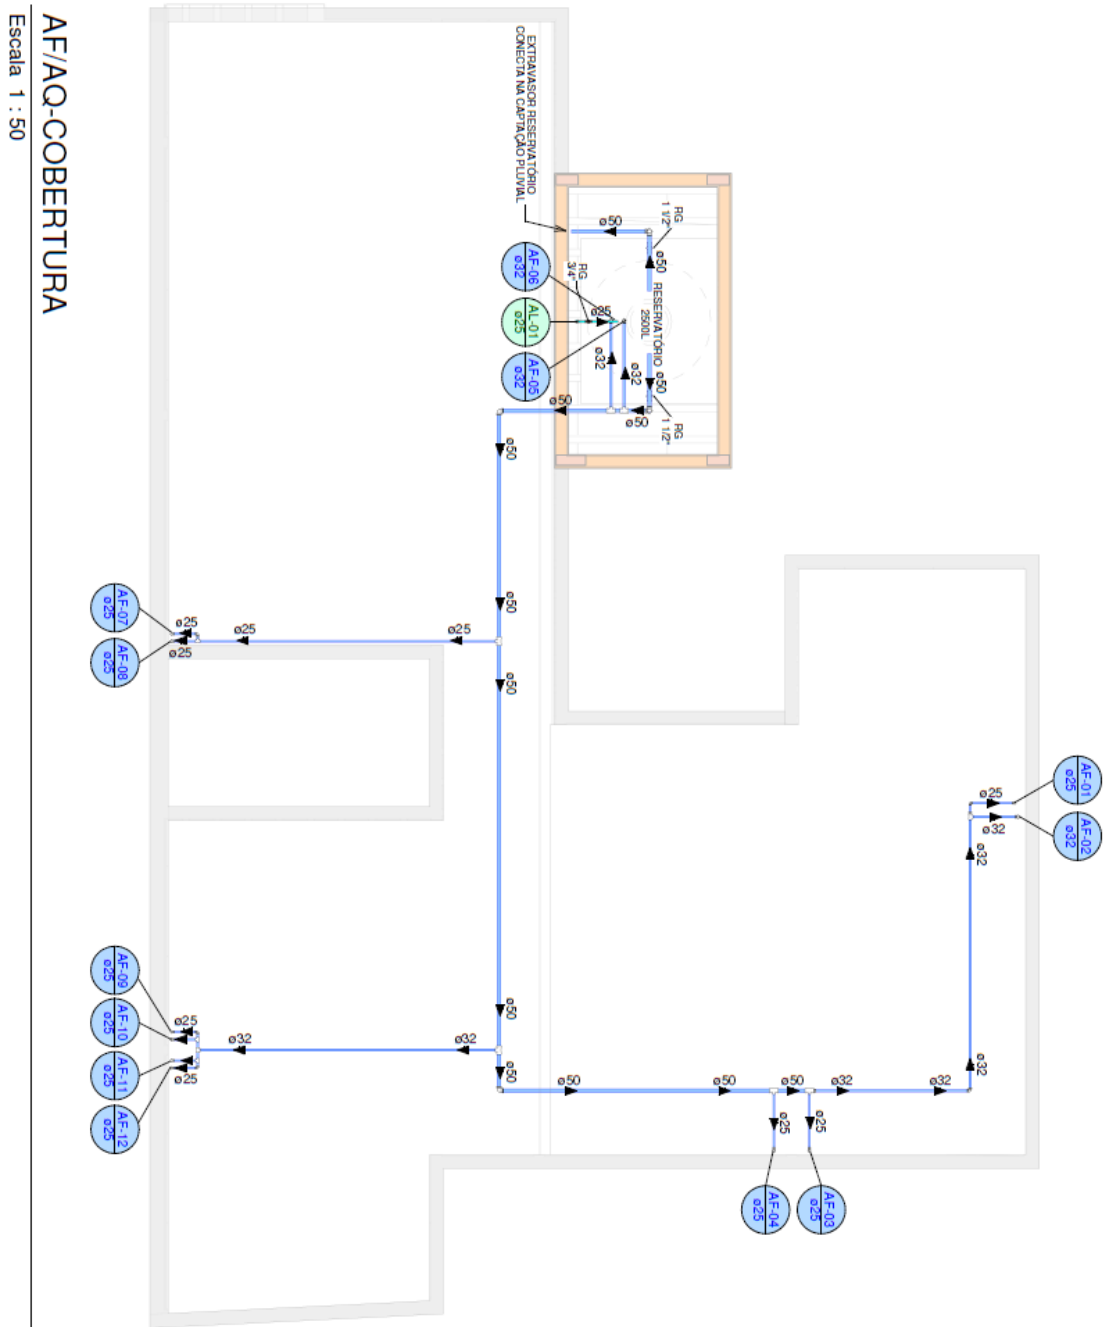 AF/AQ-COBERTURA
Escala 1 : 50
EXTRAVASOR RESERVATÓRIO
CONECTA NA CAPTAÇÃO PLUVIAL
RG
1 1/2"
ø50
ø50
RESERVATÓRIO
2500L
ø50
RG
1 1/2"
RG
3/4"
ø25
ø32
ø32
ø50
ø50
AF-06
ø32
AL-01
ø25
AF-05
ø32
ø50
ø50
ø50
ø25
ø25
ø25
ø25
AF-07
ø25
AF-08
ø25
ø50
ø50
ø32
ø32
ø25
ø25
AF-09
ø25
AF-10
ø25
AF-11
ø25
AF-12
ø25
ø50
ø50
ø50
ø32
ø32
ø25
ø25
AF-04
ø25
AF-03
ø25
ø32
ø32
ø25
ø32
AF-01
ø25
AF-02
ø32